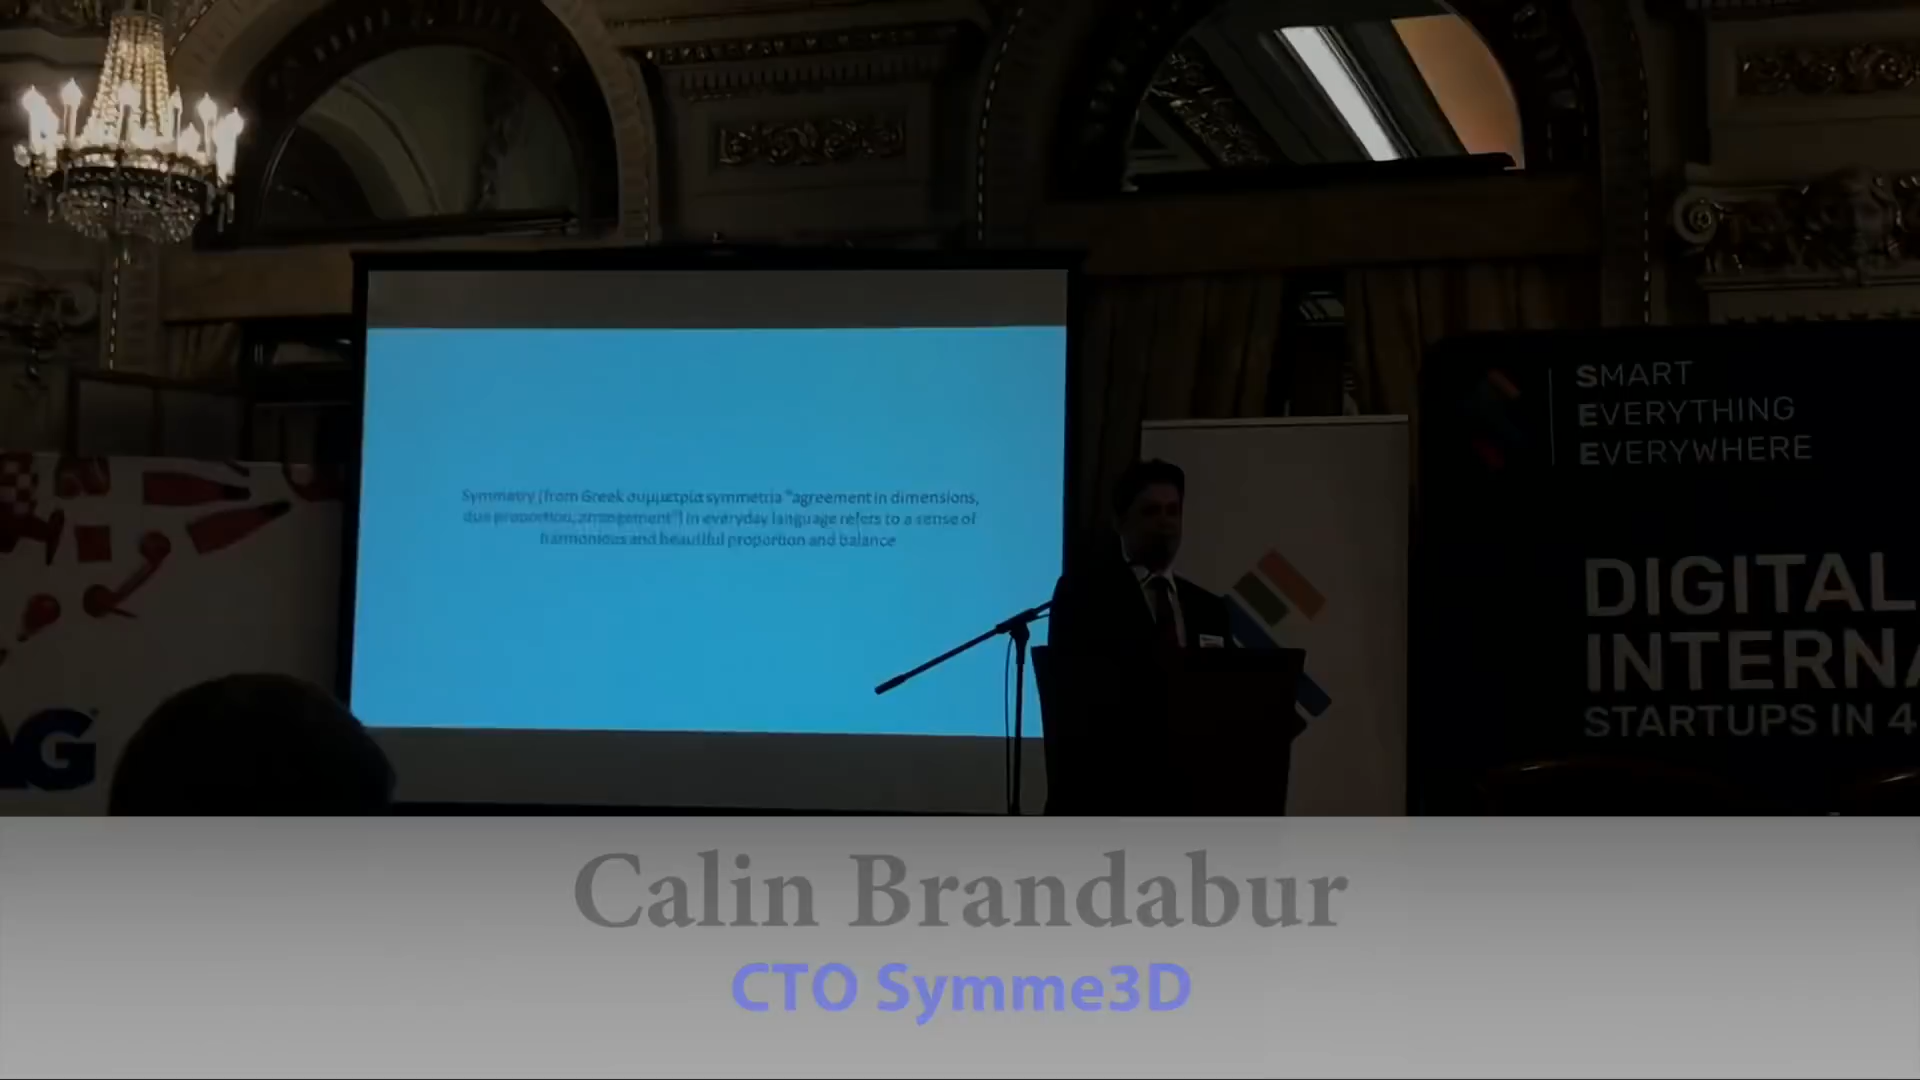 Symmetry (from Greek συμμετρία symmetria "agreement in dimensions,
due proportion, arrangement") in everyday language refers to a sense of
harmonious and beautiful proportion and balance
SMART
EVERYTHING
EVERYWHERE
DIGITAL
INTERNA
STARTUPS IN 4
AG
Calin Brandabur
CTO Symme3D